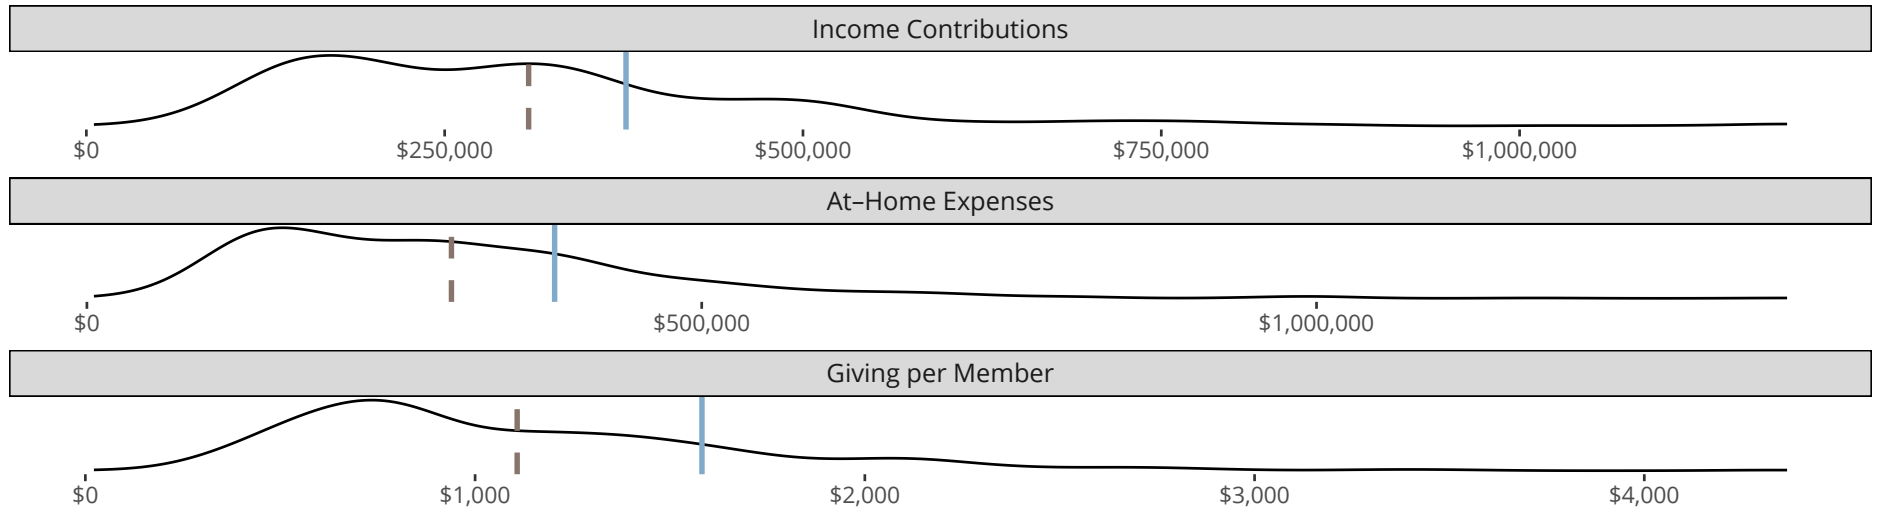 Income Contributions
$0 $250,000 $500,000 $750,000 $1,000,000
At–Home Expenses
$0 $500,000 $1,000,000
Giving per Member
$0 $1,000 $2,000 $3,000 $4,000